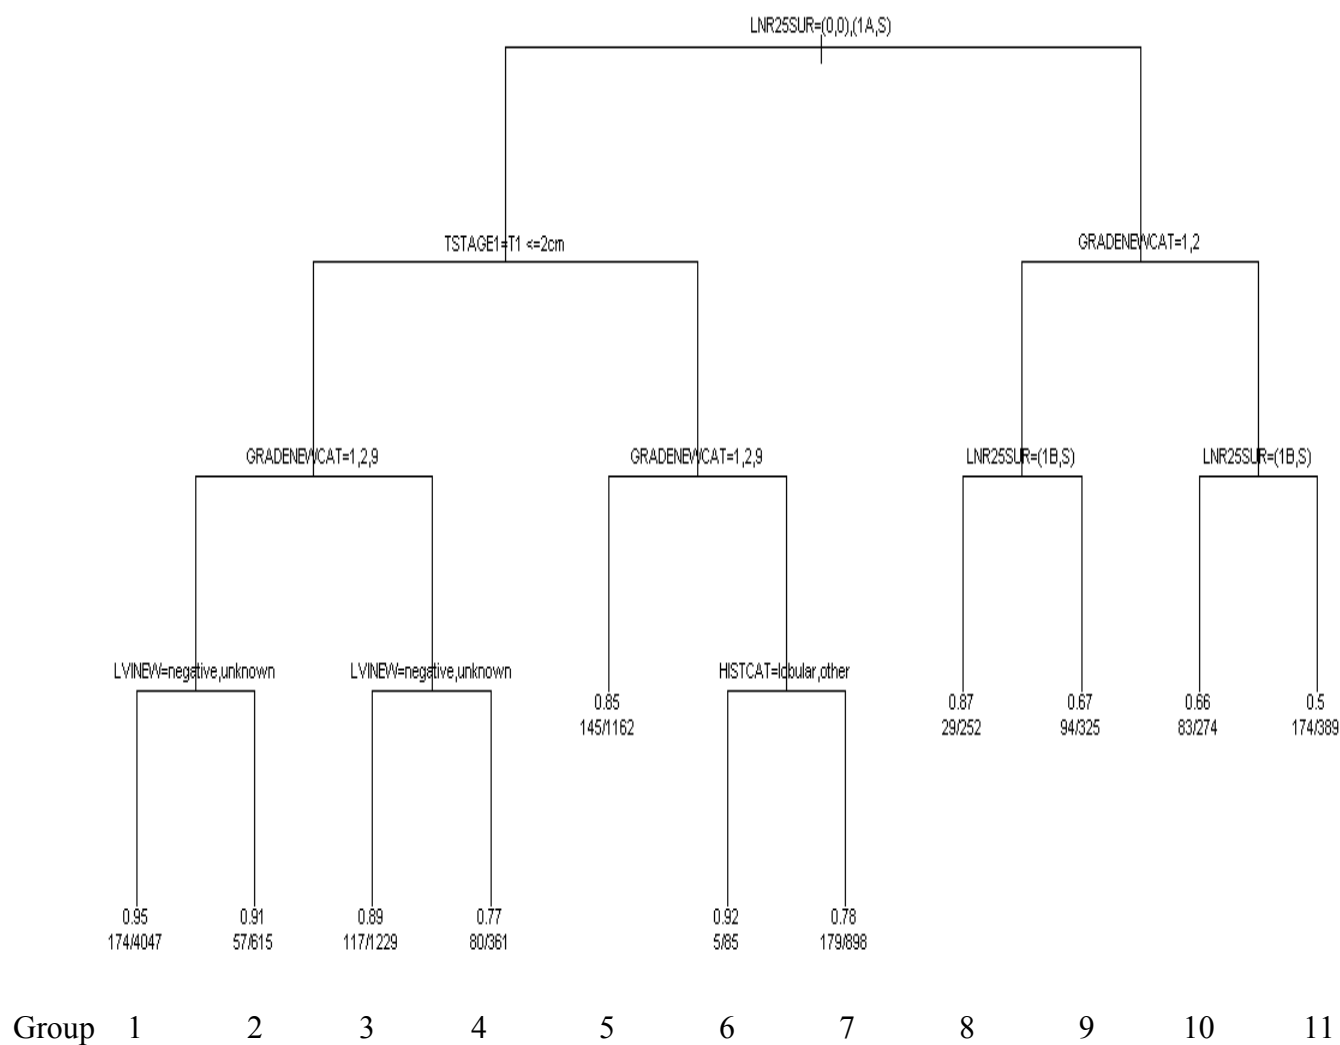 LNR25SUR=(0,0),(1A,S)
TSTAGE1=T1 <=2cm
GRADENEWCAT=1,2
GRADENEWCAT=1,2,9
GRADENEWCAT=1,2,9
LNR25SUR=(1B,S)
LNR25SUR=(1B,S)
LVINEW=negative,unknown
LVINEW=negative,unknown
HISTCAT=lobular,other
0.85
145/1162
0.87
29/252
0.67
94/325
0.66
83/274
0.5
174/389
0.95
174/4047
0.91
57/615
0.89
117/1229
0.77
80/361
0.92
5/85
0.78
179/898
Group 1 2 3 4 5 6 7 8 9 10 11